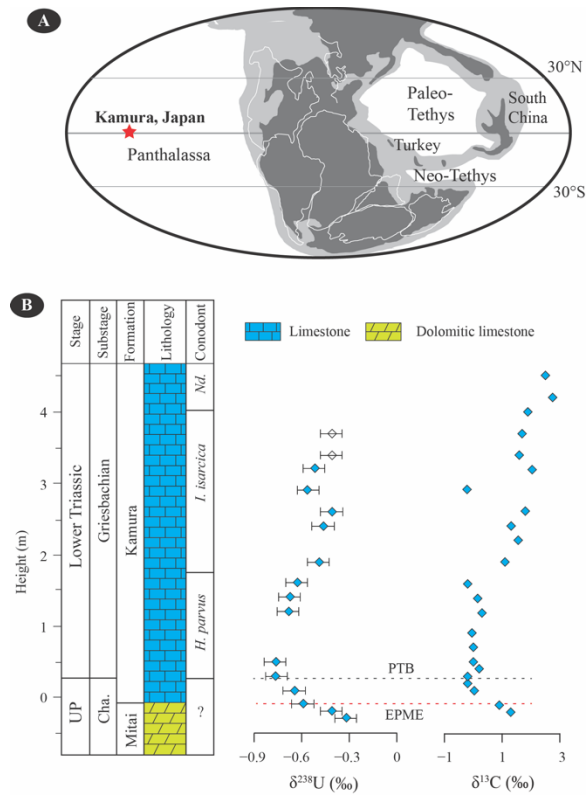 A
30°N
Paleo-
Tethys
South
China
Kamura, Japan
Panthalassa
Turkey
Neo-Tethys
30°S
B
Stage
Substage
Formation
Lithology
Conodont
Limestone
Dolomitic limestone
Height (m)
4
3
2
1
0
Lower Triassic
UP
Griesbachian
Cha.
Kamura
Mitai
Nd.
I. isarcica
H. parvus
?
PTB
EPME
-0.9
-0.6
-0.3
0
δ²³⁸U (‰)
−1
1
3
δ¹³C (‰)